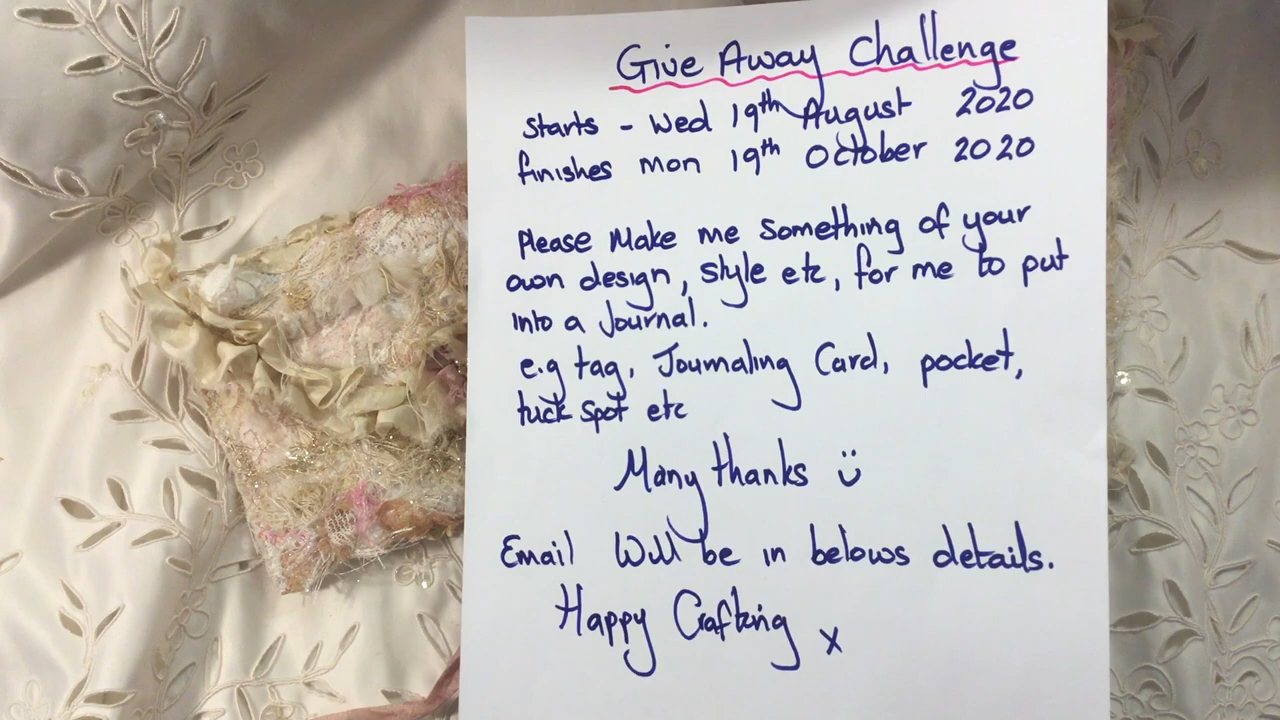 Give Away Challenge
starts - Wed 19th August 2020
finishes mon 19th October 2020
Please Make me something of your
own design, style etc, for me to put
into a Journal.
e.g tag, Journaling Card, pocket,
tuck spot etc
Many thanks ü
Email Will be in belows details.
Happy Crafting x